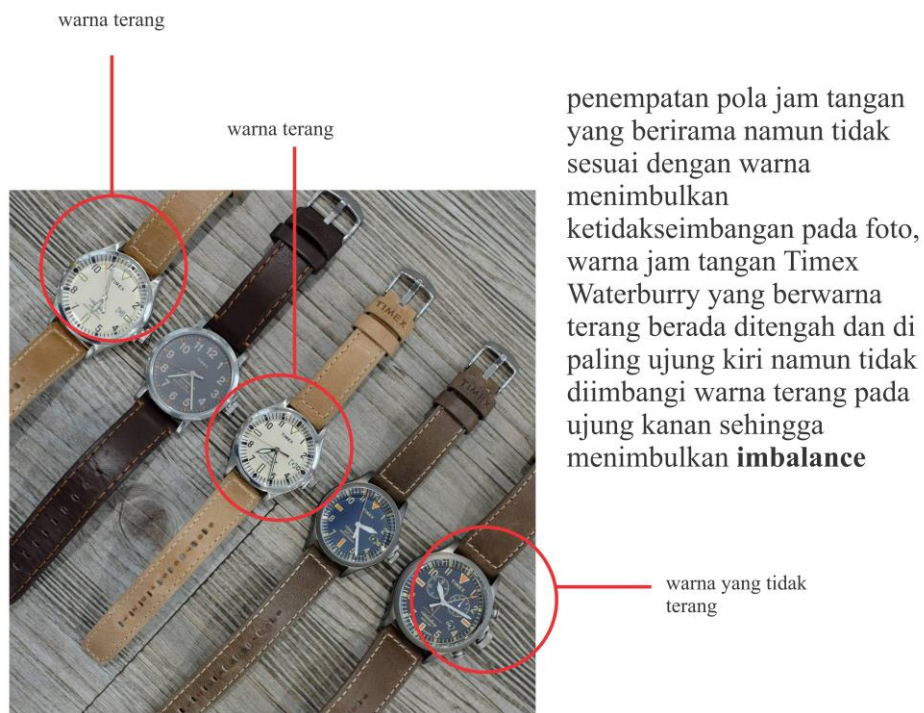 warna terang
warna terang
penempatan pola jam tangan
yang berirama namun tidak
sesuai dengan warna
menimbulkan
ketidakseimbangan pada foto,
warna jam tangan Timex
Waterburry yang berwarna
terang berada ditengah dan di
paling ujung kiri namun tidak
diimbangi warna terang pada
ujung kanan sehingga
menimbulkan imbalance
warna yang tidak
terang
TIMEX
TIMEX
TIMEX
TIMEX
TIMEX